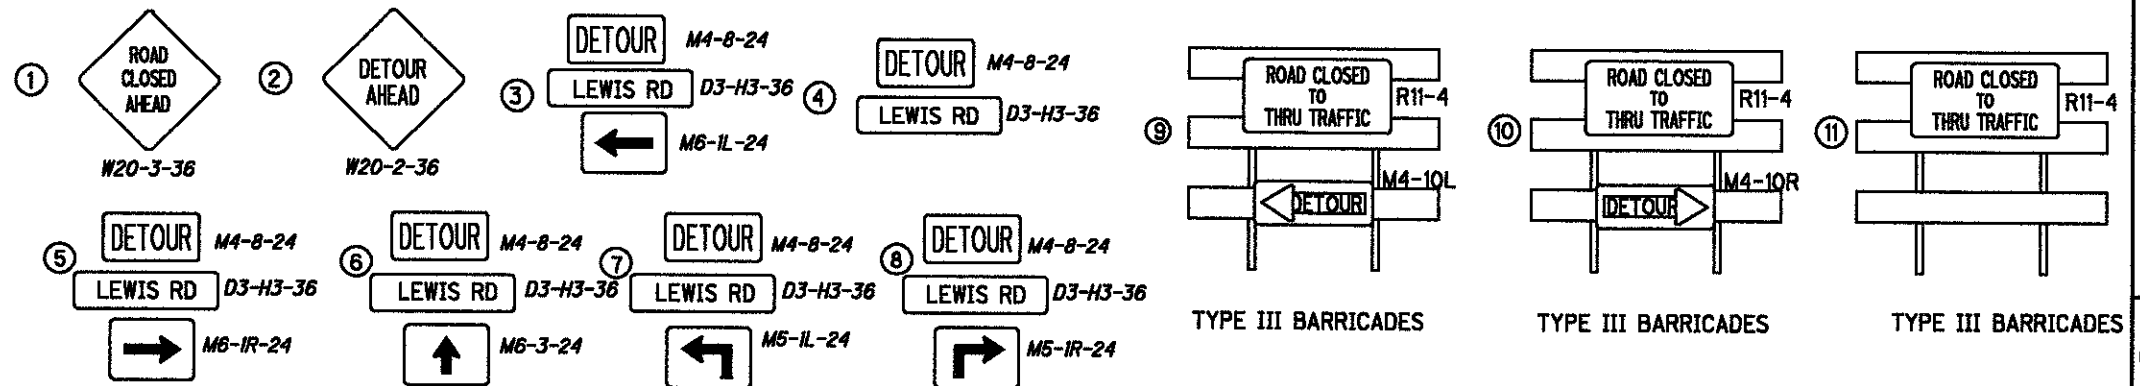 ①
ROAD
CLOSED
AHEAD
W20-3-36
②
DETOUR
AHEAD
W20-2-36
③
DETOUR M4-8-24
LEWIS RD D3-H3-36
M6-1L-24
④
DETOUR M4-8-24
LEWIS RD D3-H3-36
⑤
DETOUR M4-8-24
LEWIS RD D3-H3-36
M6-1R-24
⑥
DETOUR M4-8-24
LEWIS RD D3-H3-36
M6-3-24
⑦
DETOUR M4-8-24
LEWIS RD D3-H3-36
M5-1L-24
⑧
DETOUR M4-8-24
LEWIS RD D3-H3-36
M5-1R-24
⑨
ROAD CLOSED
TO
THRU TRAFFIC
R11-4
M4-10L
DETOUR
TYPE III BARRICADES
⑩
ROAD CLOSED
TO
THRU TRAFFIC
R11-4
M4-10R
DETOUR
TYPE III BARRICADES
⑪
ROAD CLOSED
TO
THRU TRAFFIC
R11-4
TYPE III BARRICADES